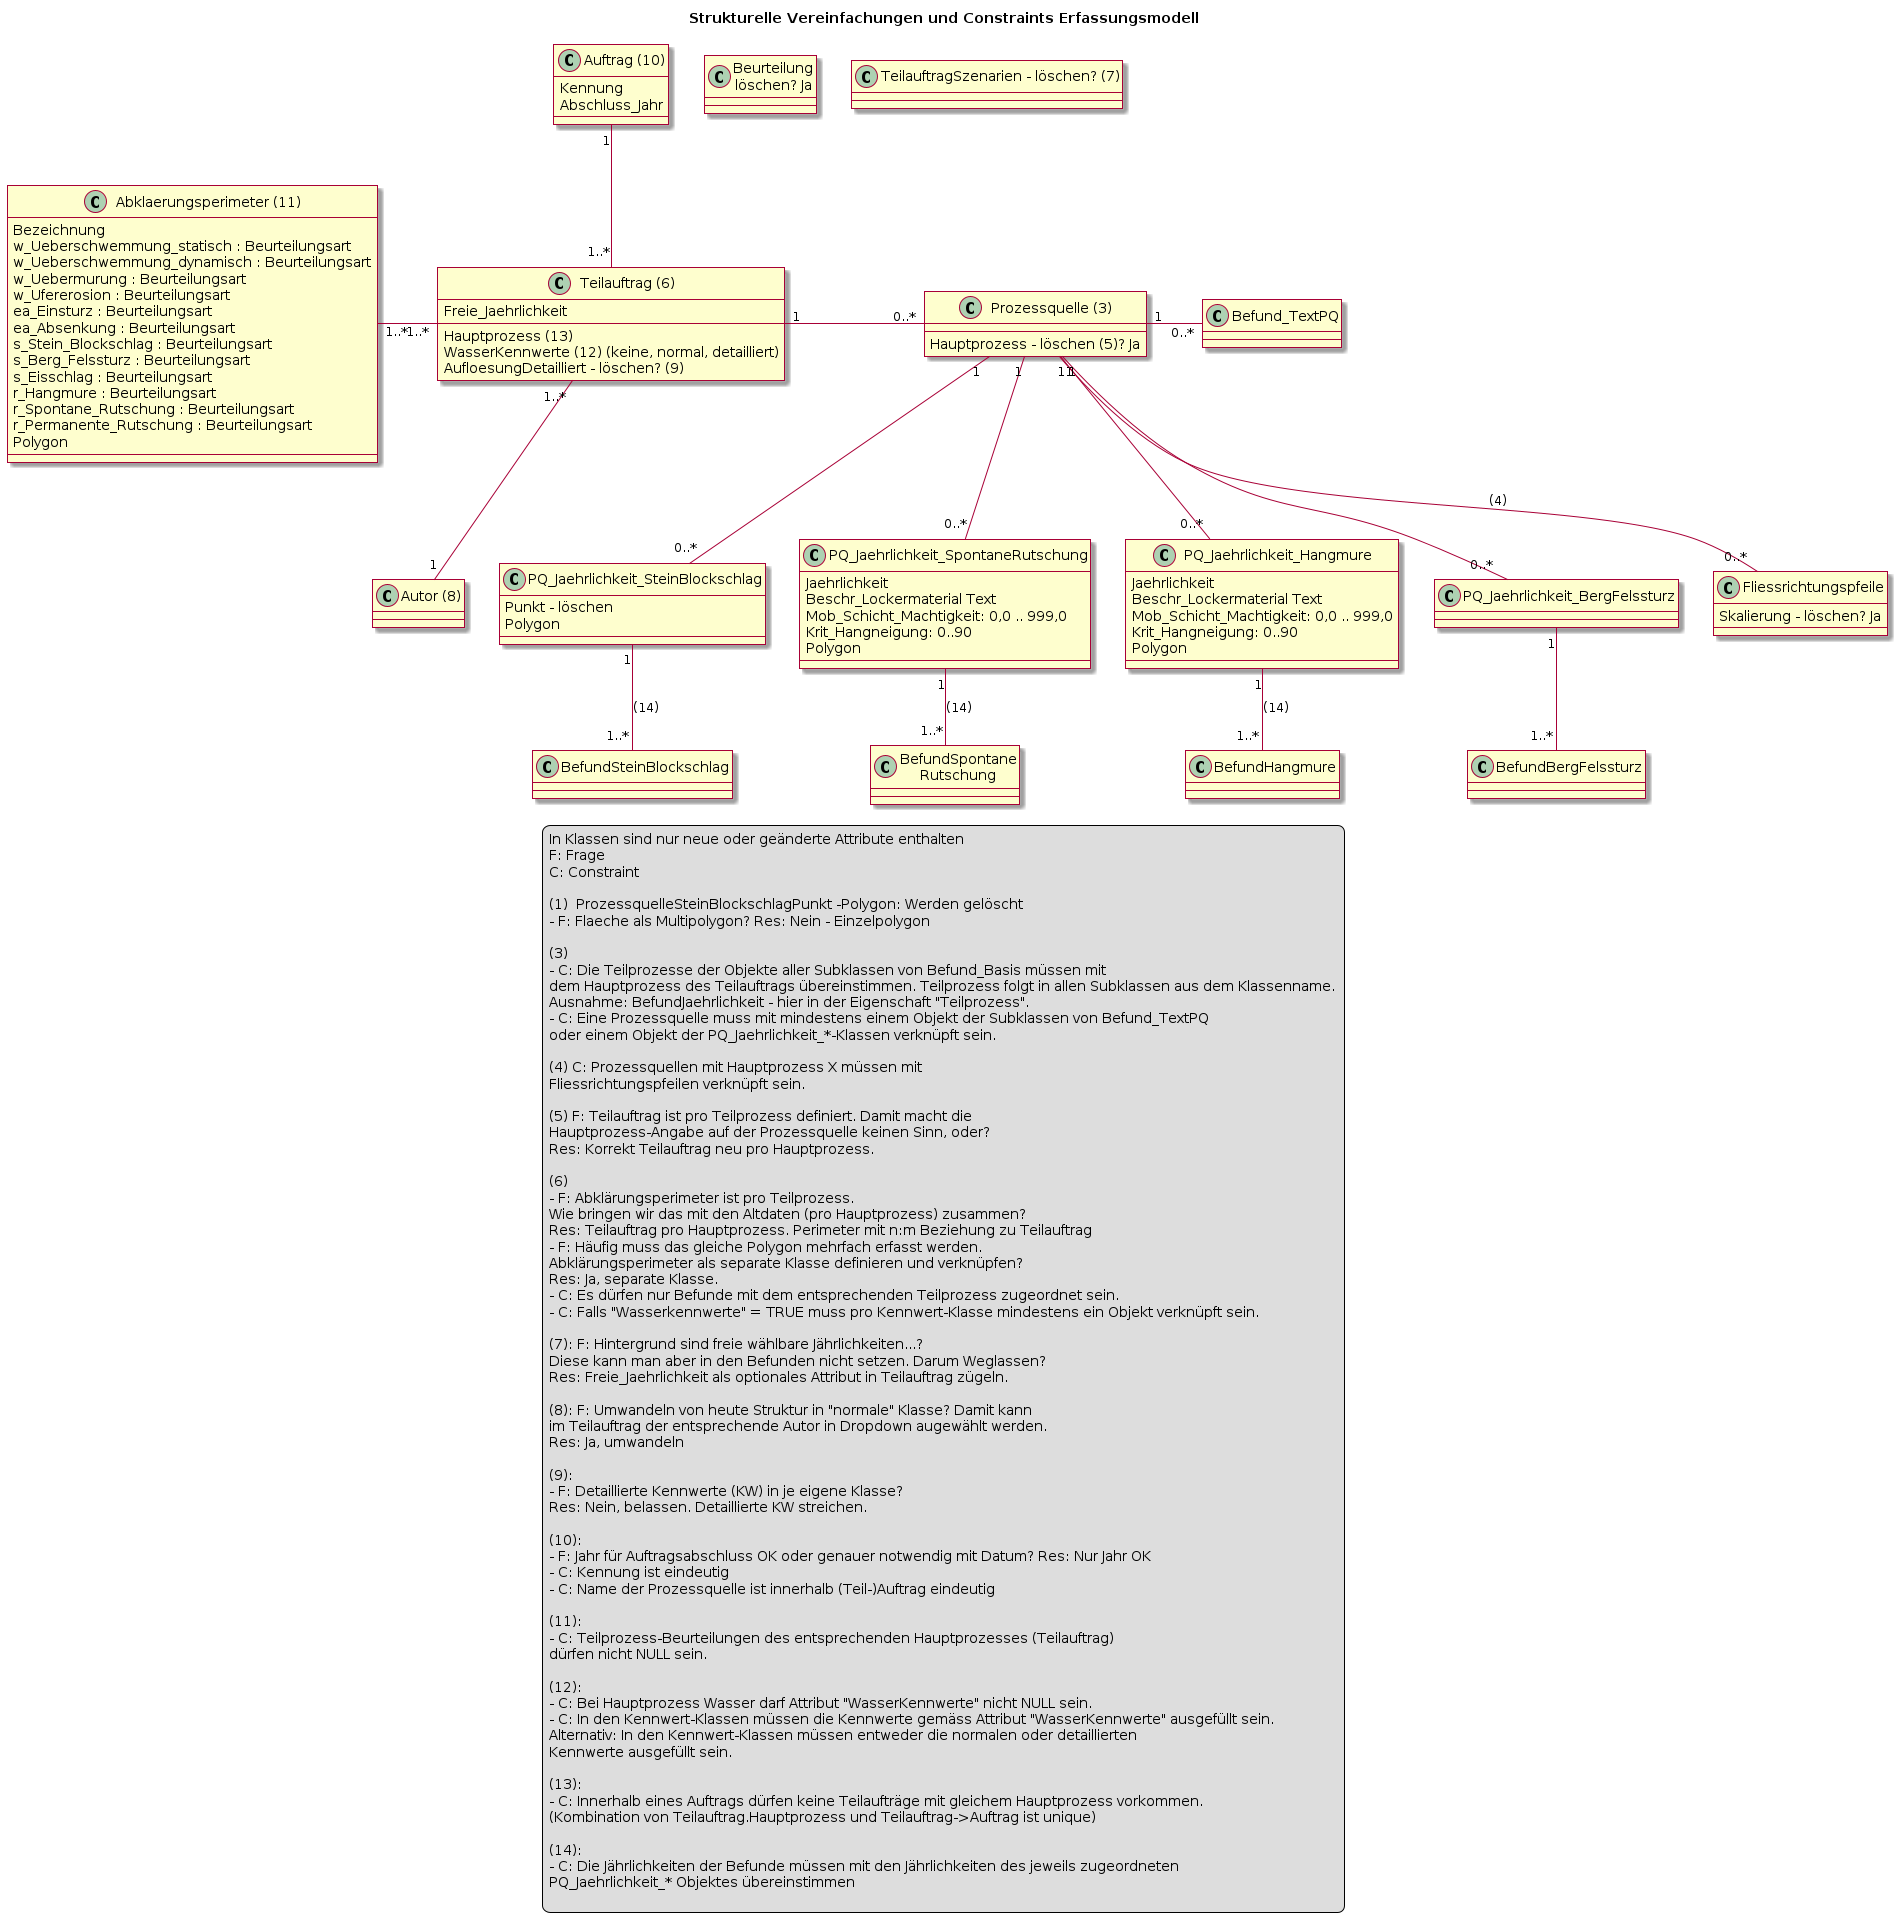 Strukturelle Vereinfachungen und Constraints Erfassungsmodell
C Auftrag (10)
Kennung
Abschluss_Jahr
C Beurteilung
löschen? Ja
C TeilauftragSzenarien - löschen? (7)
1
1..*
C Abklaerungsperimeter (11)
Bezeichnung
w_Ueberschwemmung_statisch : Beurteilungsart
w_Ueberschwemmung_dynamisch : Beurteilungsart
w_Uebermurung : Beurteilungsart
w_Ufererosion : Beurteilungsart
ea_Einsturz : Beurteilungsart
ea_Absenkung : Beurteilungsart
s_Stein_Blockschlag : Beurteilungsart
s_Berg_Felssturz : Beurteilungsart
s_Eisschlag : Beurteilungsart
r_Hangmure : Beurteilungsart
r_Spontane_Rutschung : Beurteilungsart
r_Permanente_Rutschung : Beurteilungsart
Polygon
1..*
1..*
C Teilauftrag (6)
Freie_Jaehrlichkeit
Hauptprozess (13)
WasserKennwerte (12) (keine, normal, detailliert)
AufloesungDetailliert - löschen? (9)
1
0..*
C Prozessquelle (3)
Hauptprozess - löschen (5)? Ja
1
0..*
C Befund_TextPQ
1..*
1
1
1
1
1
1
(4)
0..*
0..*
0..*
0..*
0..*
C Autor (8)
C PQ_Jaehrlichkeit_SteinBlockschlag
Punkt - löschen
Polygon
C PQ_Jaehrlichkeit_SpontaneRutschung
Jaehrlichkeit
Beschr_Lockermaterial Text
Mob_Schicht_Machtigkeit: 0,0 .. 999,0
Krit_Hangneigung: 0..90
Polygon
C PQ_Jaehrlichkeit_Hangmure
Jaehrlichkeit
Beschr_Lockermaterial Text
Mob_Schicht_Machtigkeit: 0,0 .. 999,0
Krit_Hangneigung: 0..90
Polygon
C PQ_Jaehrlichkeit_BergFelssturz
C Fliessrichtungspfeile
Skalierung - löschen? Ja
1
(14)
1..*
1
(14)
1..*
1
(14)
1..*
1
1..*
C BefundSteinBlockschlag
C BefundSpontane
Rutschung
C BefundHangmure
C BefundBergFelssturz
In Klassen sind nur neue oder geänderte Attribute enthalten
F: Frage
C: Constraint
(1)  ProzessquelleSteinBlockschlagPunkt -Polygon: Werden gelöscht
- F: Flaeche als Multipolygon? Res: Nein - Einzelpolygon
(3)
- C: Die Teilprozesse der Objekte aller Subklassen von Befund_Basis müssen mit
dem Hauptprozess des Teilauftrags übereinstimmen. Teilprozess folgt in allen Subklassen aus dem Klassenname.
Ausnahme: BefundJaehrlichkeit - hier in der Eigenschaft "Teilprozess".
- C: Eine Prozessquelle muss mit mindestens einem Objekt der Subklassen von Befund_TextPQ
oder einem Objekt der PQ_Jaehrlichkeit_*-Klassen verknüpft sein.
(4) C: Prozessquellen mit Hauptprozess X müssen mit
Fliessrichtungspfeilen verknüpft sein.
(5) F: Teilauftrag ist pro Teilprozess definiert. Damit macht die
Hauptprozess-Angabe auf der Prozessquelle keinen Sinn, oder?
Res: Korrekt Teilauftrag neu pro Hauptprozess.
(6)
- F: Abklärungsperimeter ist pro Teilprozess.
Wie bringen wir das mit den Altdaten (pro Hauptprozess) zusammen?
Res: Teilauftrag pro Hauptprozess. Perimeter mit n:m Beziehung zu Teilauftrag
- F: Häufig muss das gleiche Polygon mehrfach erfasst werden.
Abklärungsperimeter als separate Klasse definieren und verknüpfen?
Res: Ja, separate Klasse.
- C: Es dürfen nur Befunde mit dem entsprechenden Teilprozess zugeordnet sein.
- C: Falls "Wasserkennwerte" = TRUE muss pro Kennwert-Klasse mindestens ein Objekt verknüpft sein.
(7): F: Hintergrund sind freie wählbare Jährlichkeiten...?
Diese kann man aber in den Befunden nicht setzen. Darum Weglassen?
Res: Freie_Jaehrlichkeit als optionales Attribut in Teilauftrag zügeln.
(8): F: Umwandeln von heute Struktur in "normale" Klasse? Damit kann
im Teilauftrag der entsprechende Autor in Dropdown augewählt werden.
Res: Ja, umwandeln
(9):
- F: Detaillierte Kennwerte (KW) in je eigene Klasse?
Res: Nein, belassen. Detaillierte KW streichen.
(10):
- F: Jahr für Auftragsabschluss OK oder genauer notwendig mit Datum? Res: Nur Jahr OK
- C: Kennung ist eindeutig
- C: Name der Prozessquelle ist innerhalb (Teil-)Auftrag eindeutig
(11):
- C: Teilprozess-Beurteilungen des entsprechenden Hauptprozesses (Teilauftrag)
dürfen nicht NULL sein.
(12):
- C: Bei Hauptprozess Wasser darf Attribut "WasserKennwerte" nicht NULL sein.
- C: In den Kennwert-Klassen müssen die Kennwerte gemäss Attribut "WasserKennwerte" ausgefüllt sein.
Alternativ: In den Kennwert-Klassen müssen entweder die normalen oder detaillierten
Kennwerte ausgefüllt sein.
(13):
- C: Innerhalb eines Auftrags dürfen keine Teilaufträge mit gleichem Hauptprozess vorkommen.
(Kombination von Teilauftrag.Hauptprozess und Teilauftrag->Auftrag ist unique)
(14):
- C: Die Jährlichkeiten der Befunde müssen mit den Jährlichkeiten des jeweils zugeordneten
PQ_Jaehrlichkeit_* Objektes übereinstimmen